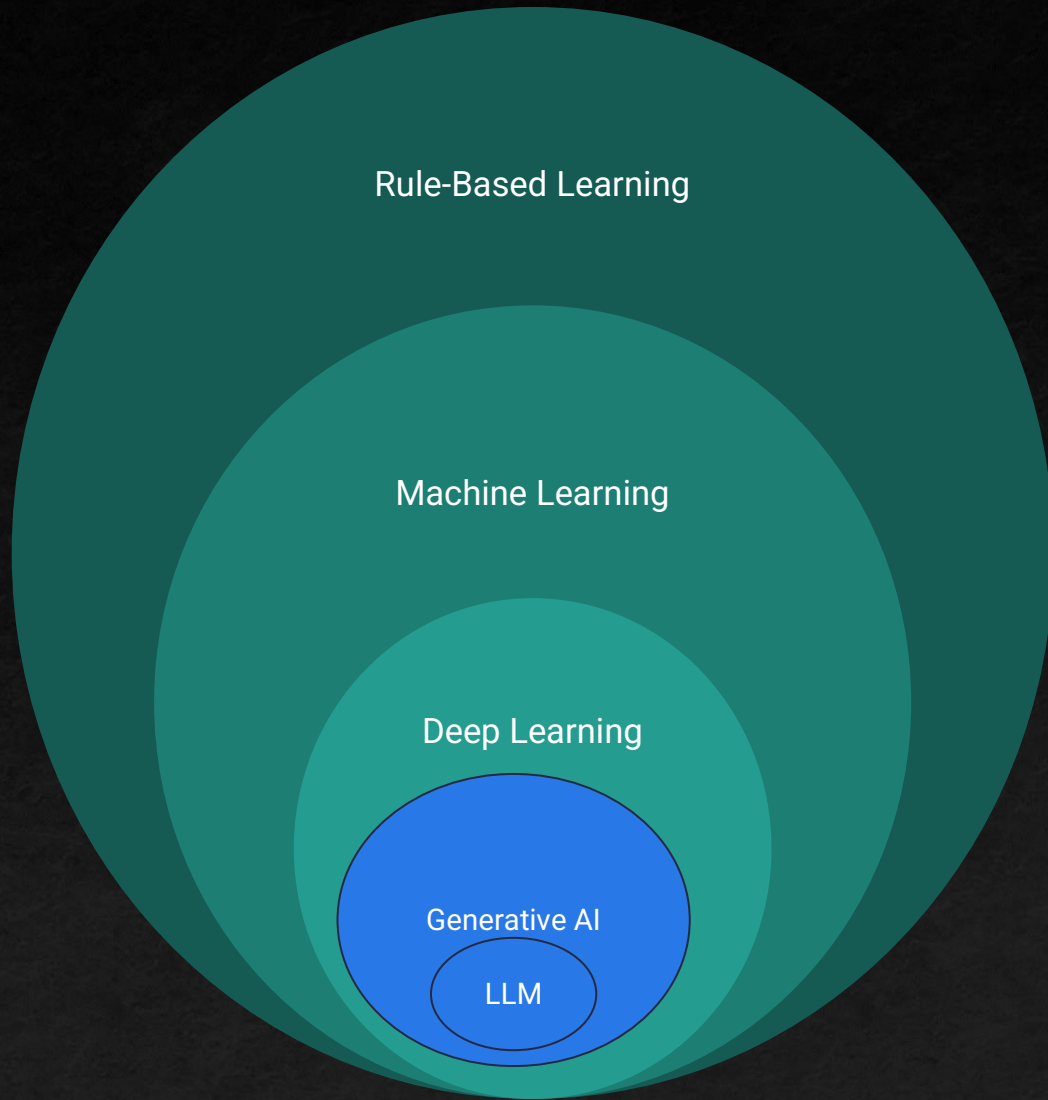 Rule-Based Learning
Machine Learning
Deep Learning
Generative AI
LLM